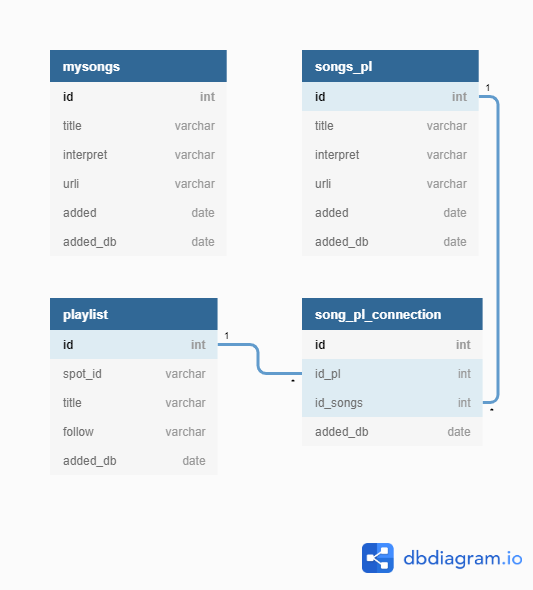 mysongs
id int
title varchar
interpret varchar
urli varchar
added date
added_db date
songs_pl
id int
title varchar
interpret varchar
urli varchar
added date
added_db date
1
playlist
id int
spot_id varchar
title varchar
follow varchar
added_db date
1
*
song_pl_connection
id int
id_pl int
id_songs int
added_db date
*
dbdiagram.io